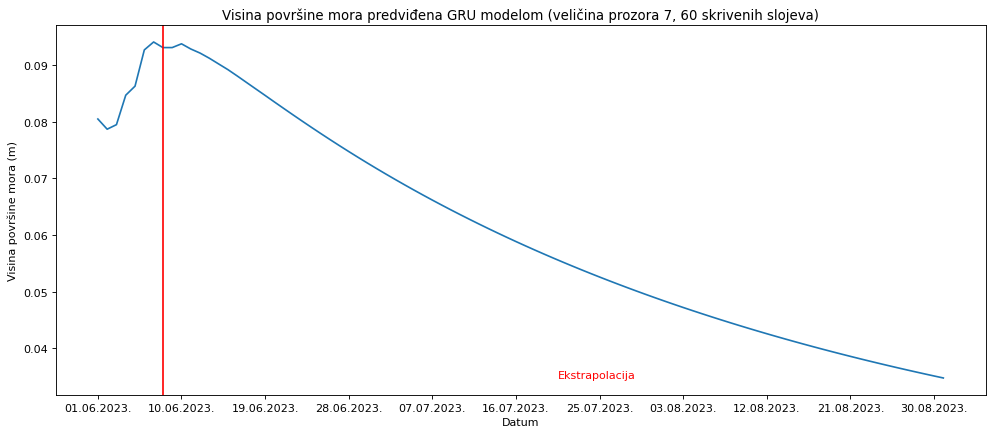 Visina površine mora predviđena GRU modelom (veličina prozora 7, 60 skrivenih slojeva)
Visina površine mora (m)
0.09
0.08
0.07
0.06
0.05
0.04
Ekstrapolacija
01.06.2023. 10.06.2023. 19.06.2023. 28.06.2023. 07.07.2023. 16.07.2023. 25.07.2023. 03.08.2023. 12.08.2023. 21.08.2023. 30.08.2023.
Datum